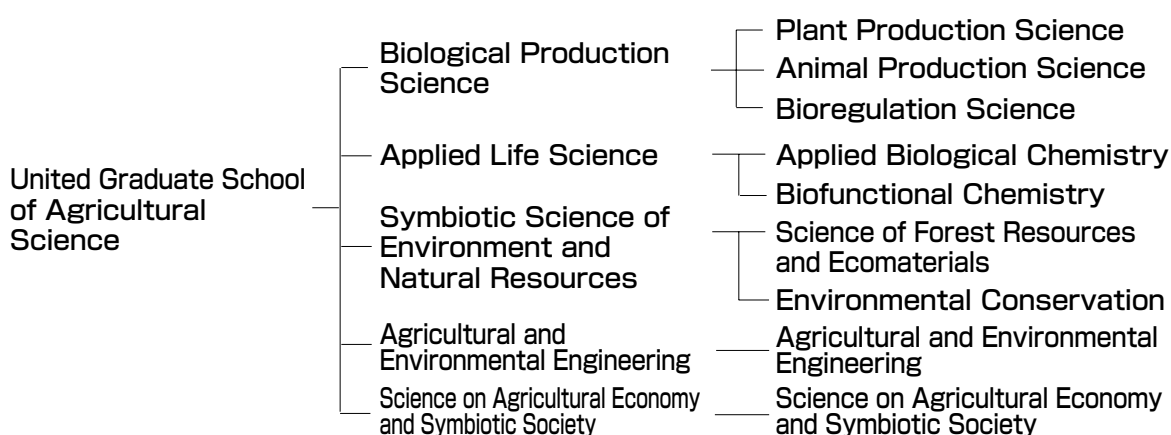 United Graduate School
of Agricultural
Science
Biological Production
Science
Plant Production Science
Animal Production Science
Bioregulation Science
Applied Life Science
Applied Biological Chemistry
Biofunctional Chemistry
Symbiotic Science of
Environment and
Natural Resources
Science of Forest Resources
and Ecomaterials
Environmental Conservation
Agricultural and
Environmental Engineering
Agricultural and Environmental
Engineering
Science on Agricultural Economy
and Symbiotic Society
Science on Agricultural Economy
and Symbiotic Society